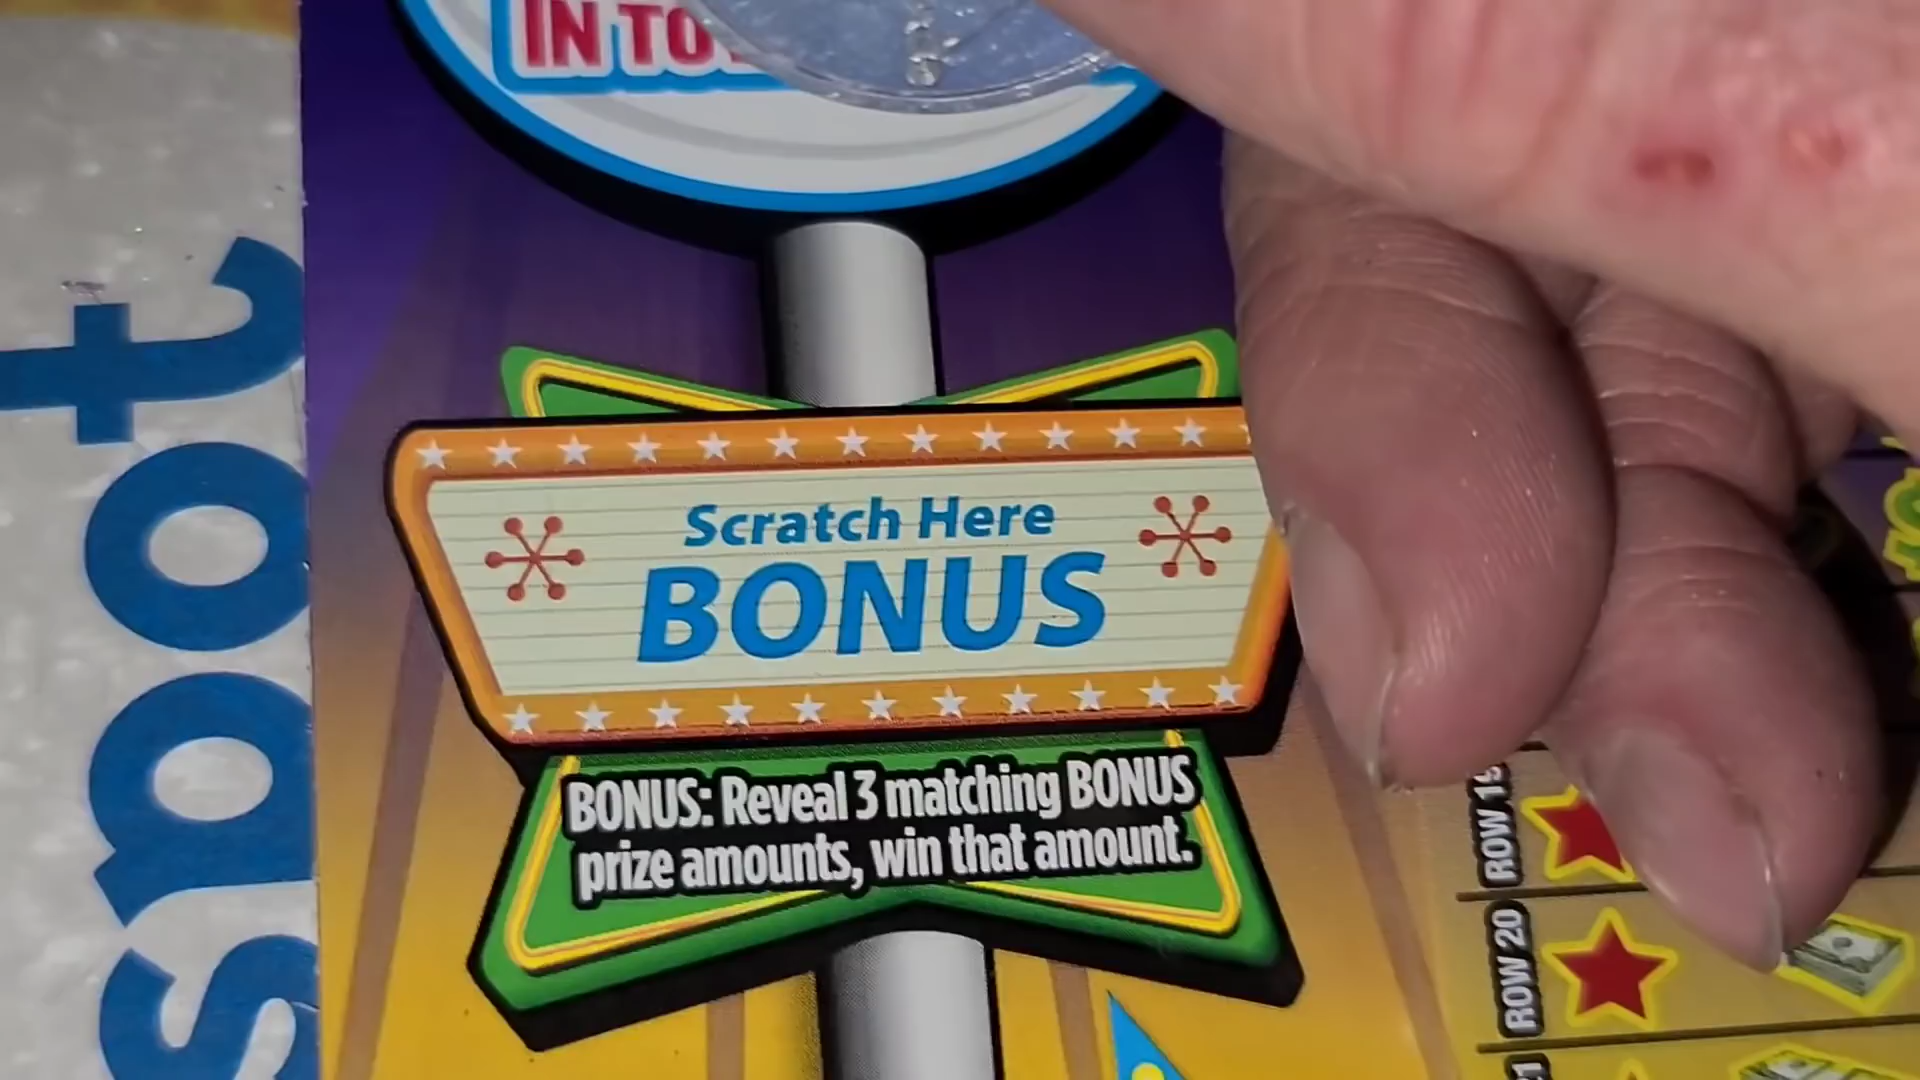 IN TO
spot
Scratch Here
BONUS
BONUS: Reveal 3 matching BONUS
prize amounts, win that amount.
ROW 19
ROW 20